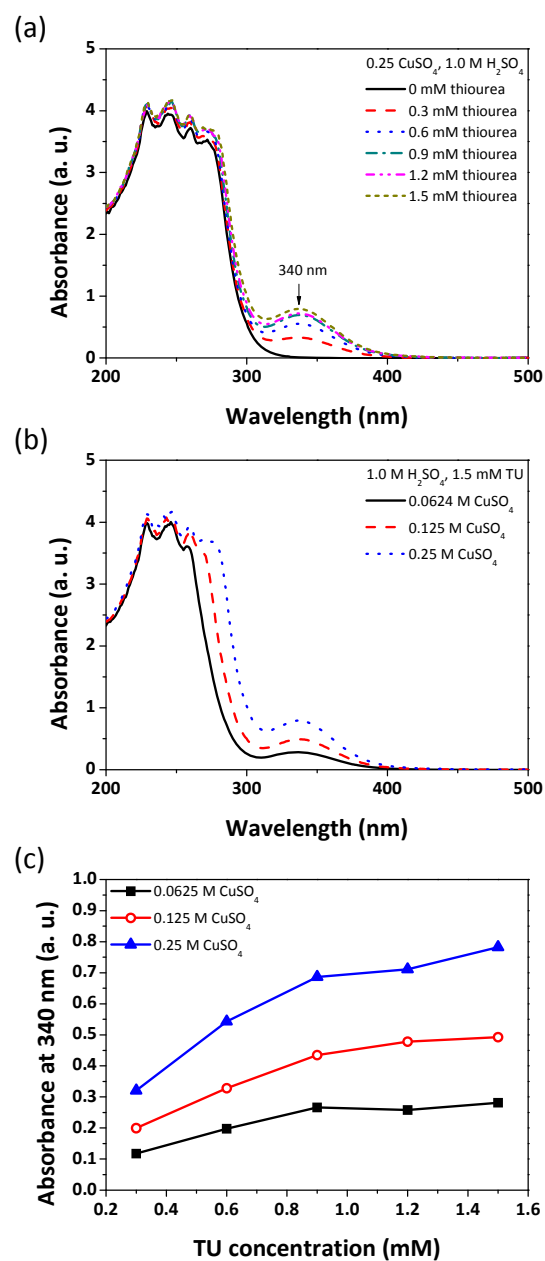 (a)
5
4
3
2
1
0
Absorbance (a. u.)
0.25 CuSO₄, 1.0 M H₂SO₄
0 mM thiourea
0.3 mM thiourea
0.6 mM thiourea
0.9 mM thiourea
1.2 mM thiourea
1.5 mM thiourea
340 nm
200 300 400 500
Wavelength (nm)
(b)
5
4
3
2
1
0
Absorbance (a. u.)
1.0 M H₂SO₄, 1.5 mM TU
0.0624 M CuSO₄
0.125 M CuSO₄
0.25 M CuSO₄
200 300 400 500
Wavelength (nm)
(c)
1.0
0.9
0.8
0.7
0.6
0.5
0.4
0.3
0.2
0.1
0.0
Absorbance at 340 nm (a. u.)
0.0625 M CuSO₄
0.125 M CuSO₄
0.25 M CuSO₄
0.2 0.4 0.6 0.8 1.0 1.2 1.4 1.6
TU concentration (mM)